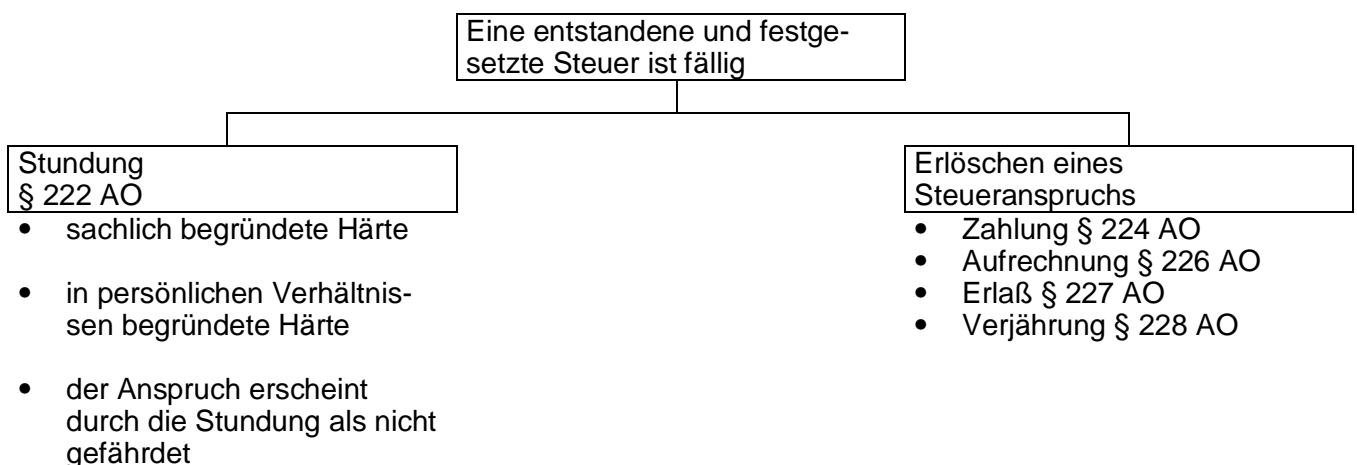 Eine entstandene und festge-
setzte Steuer ist fällig
Stundung
§ 222 AO
• sachlich begründete Härte
• in persönlichen Verhältnis-
sen begründete Härte
• der Anspruch erscheint
durch die Stundung als nicht
gefährdet
Erlöschen eines
Steueranspruchs
• Zahlung § 224 AO
• Aufrechnung § 226 AO
• Erlaß § 227 AO
• Verjährung § 228 AO